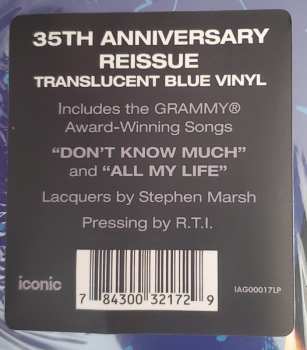 35TH ANNIVERSARY
REISSUE
TRANSLUCENT BLUE VINYL
Includes the GRAMMY®
Award-Winning Songs
“DON’T KNOW MUCH”
and “ALL MY LIFE”
Lacquers by Stephen Marsh
Pressing by R.T.I.
iconic
IAG00017LP
7 84300 32172 9